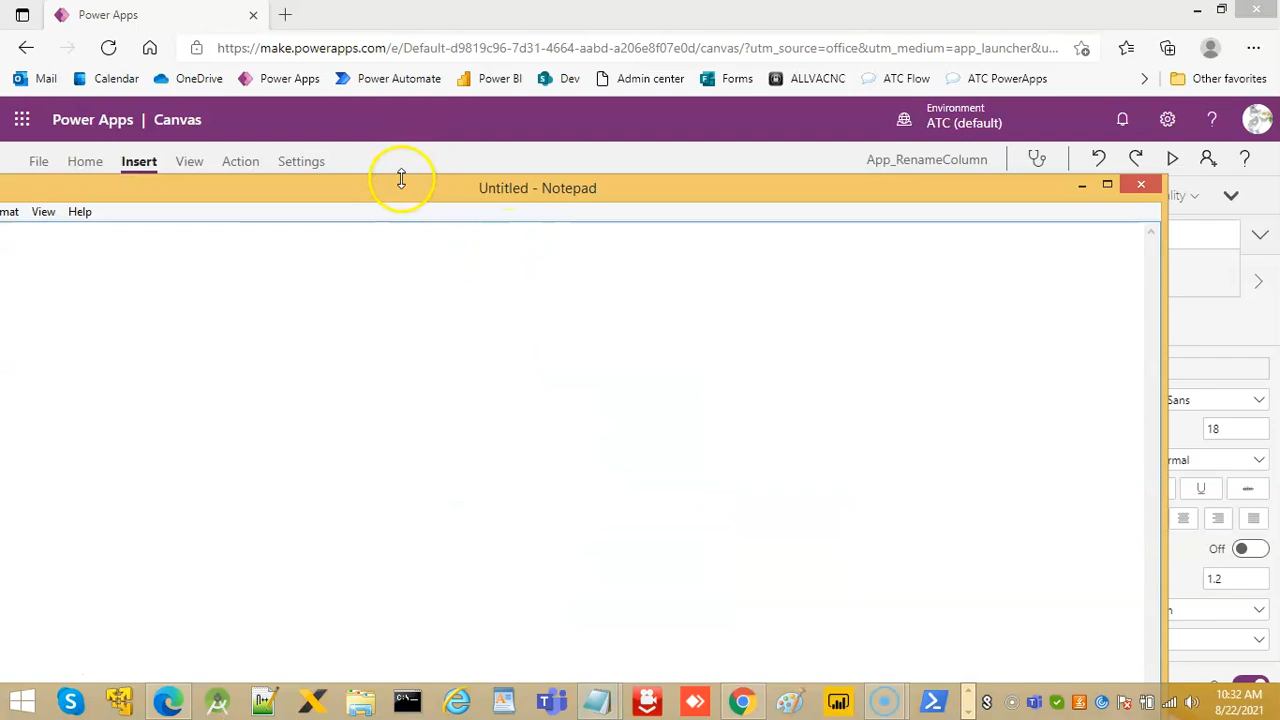 Power Apps
https://make.powerapps.com/e/Default-d9819c96-7d31-4664-aabd-a206e8f07e0d/canvas/?utm_source=office&utm_medium=app_launcher&u...
Mail Calendar OneDrive Power Apps Power Automate Power BI Dev Admin center Forms ALLVACNC ATC Flow ATC PowerApps Other favorites
Power Apps | Canvas
Environment
ATC (default)
File Home Insert View Action Settings App_RenameColumn
Untitled - Notepad
mat View Help
ality
Sans
18
rmal
Off
1.2
n
10:32 AM
8/22/2021